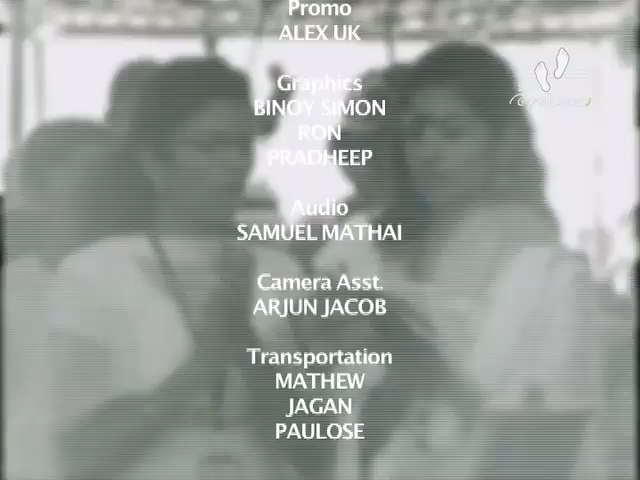 Promo
ALEX UK
Graphics
BINOY SIMON
RON
PRADHEEP
Audio
SAMUEL MATHAI
Camera Asst.
ARJUN JACOB
Transportation
MATHEW
JAGAN
PAULOSE